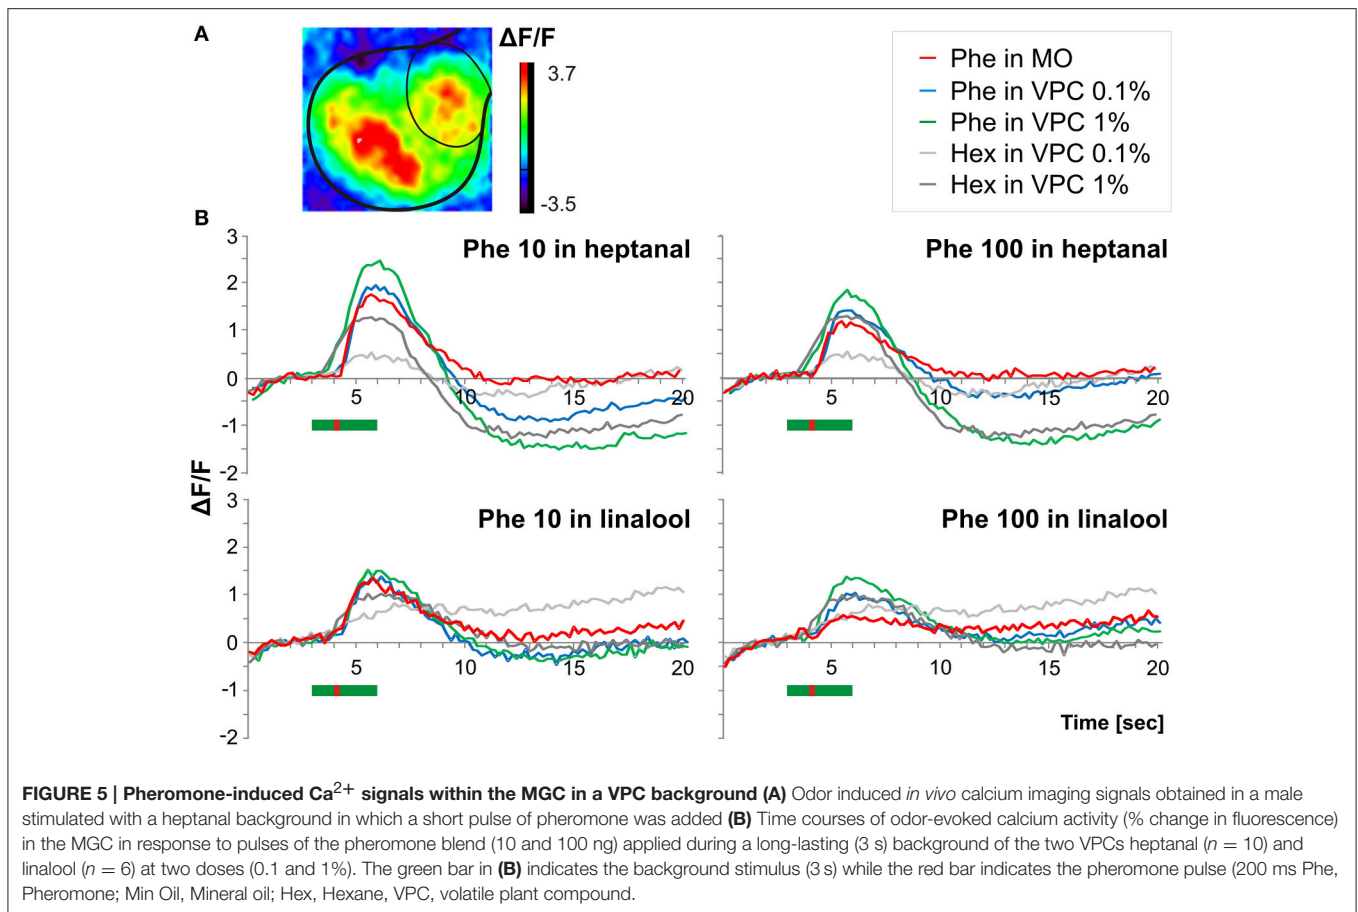 A
ΔF/F
3.7
-3.5
Phe in MO
Phe in VPC 0.1%
Phe in VPC 1%
Hex in VPC 0.1%
Hex in VPC 1%
B
Phe 10 in heptanal
3
2
1
0
-1
-2
5
10
15
20
Phe 100 in heptanal
5
10
15
20
ΔF/F
Phe 10 in linalool
3
2
1
0
-1
-2
5
10
15
20
Phe 100 in linalool
5
10
15
20
Time [sec]
FIGURE 5 | Pheromone-induced Ca²⁺ signals within the MGC in a VPC background (A) Odor induced in vivo calcium imaging signals obtained in a male
stimulated with a heptanal background in which a short pulse of pheromone was added (B) Time courses of odor-evoked calcium activity (% change in fluorescence)
in the MGC in response to pulses of the pheromone blend (10 and 100 ng) applied during a long-lasting (3 s) background of the two VPCs heptanal (n = 10) and
linalool (n = 6) at two doses (0.1 and 1%). The green bar in (B) indicates the background stimulus (3 s) while the red bar indicates the pheromone pulse (200 ms Phe,
Pheromone; Min Oil, Mineral oil; Hex, Hexane, VPC, volatile plant compound.